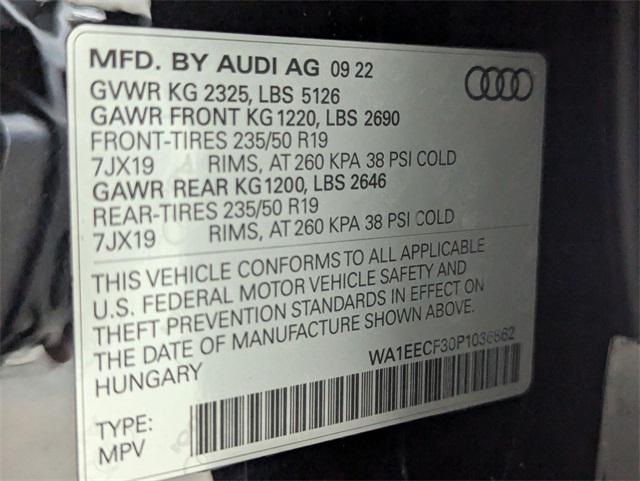 MFD. BY AUDI AG 09 22
GVWR KG 2325, LBS 5126
GAWR FRONT KG 1220, LBS 2690
FRONT-TIRES 235/50 R19
7JX19 RIMS, AT 260 KPA 38 PSI COLD
GAWR REAR KG 1200, LBS 2646
REAR-TIRES 235/50 R19
7JX19 RIMS, AT 260 KPA 38 PSI COLD
THIS VEHICLE CONFORMS TO ALL APPLICABLE
U.S. FEDERAL MOTOR VEHICLE SAFETY AND
THEFT PREVENTION STANDARDS IN EFFECT ON
THE DATE OF MANUFACTURE SHOWN ABOVE.
HUNGARY
TYPE:
MPV